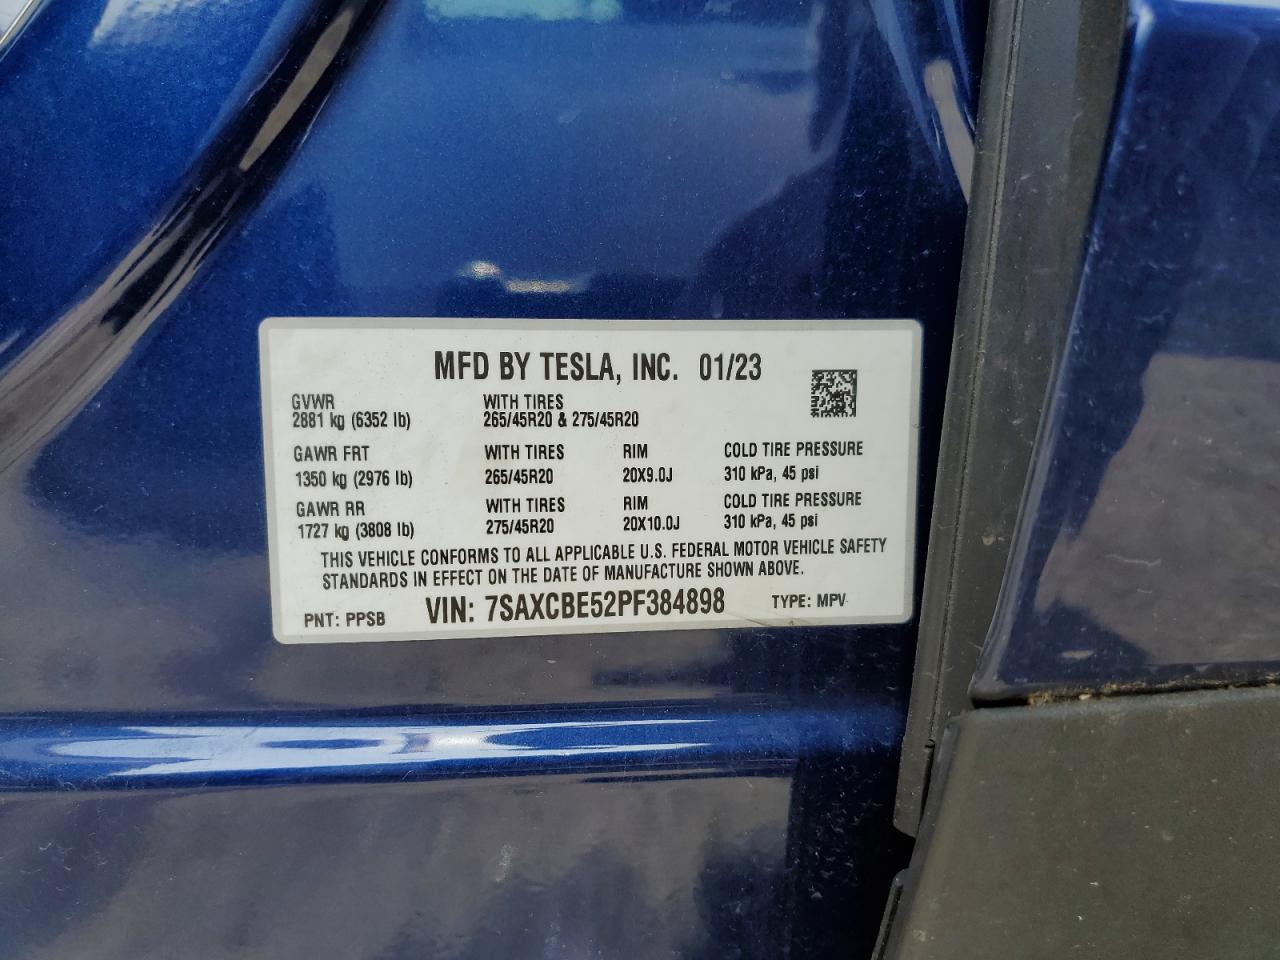 MFD BY TESLA, INC. 01/23
GVWR WITH TIRES
2881 kg (6352 lb) 265/45R20 & 275/45R20
GAWR FRT WITH TIRES RIM COLD TIRE PRESSURE
1350 kg (2976 lb) 265/45R20 20X9.0J 310 kPa, 45 psi
GAWR RR WITH TIRES RIM COLD TIRE PRESSURE
1727 kg (3808 lb) 275/45R20 20X10.0J 310 kPa, 45 psi
THIS VEHICLE CONFORMS TO ALL APPLICABLE U.S. FEDERAL MOTOR VEHICLE SAFETY
STANDARDS IN EFFECT ON THE DATE OF MANUFACTURE SHOWN ABOVE.
PNT: PPSB VIN: 7SAXCBE52PF384898 TYPE: MPV